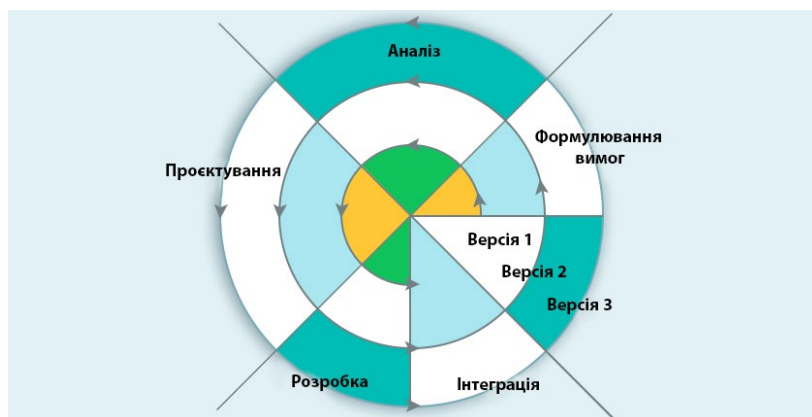 Аналіз
Формулювання
вимог
Проєктування
Версія 1
Версія 2
Версія 3
Розробка
Інтеграція